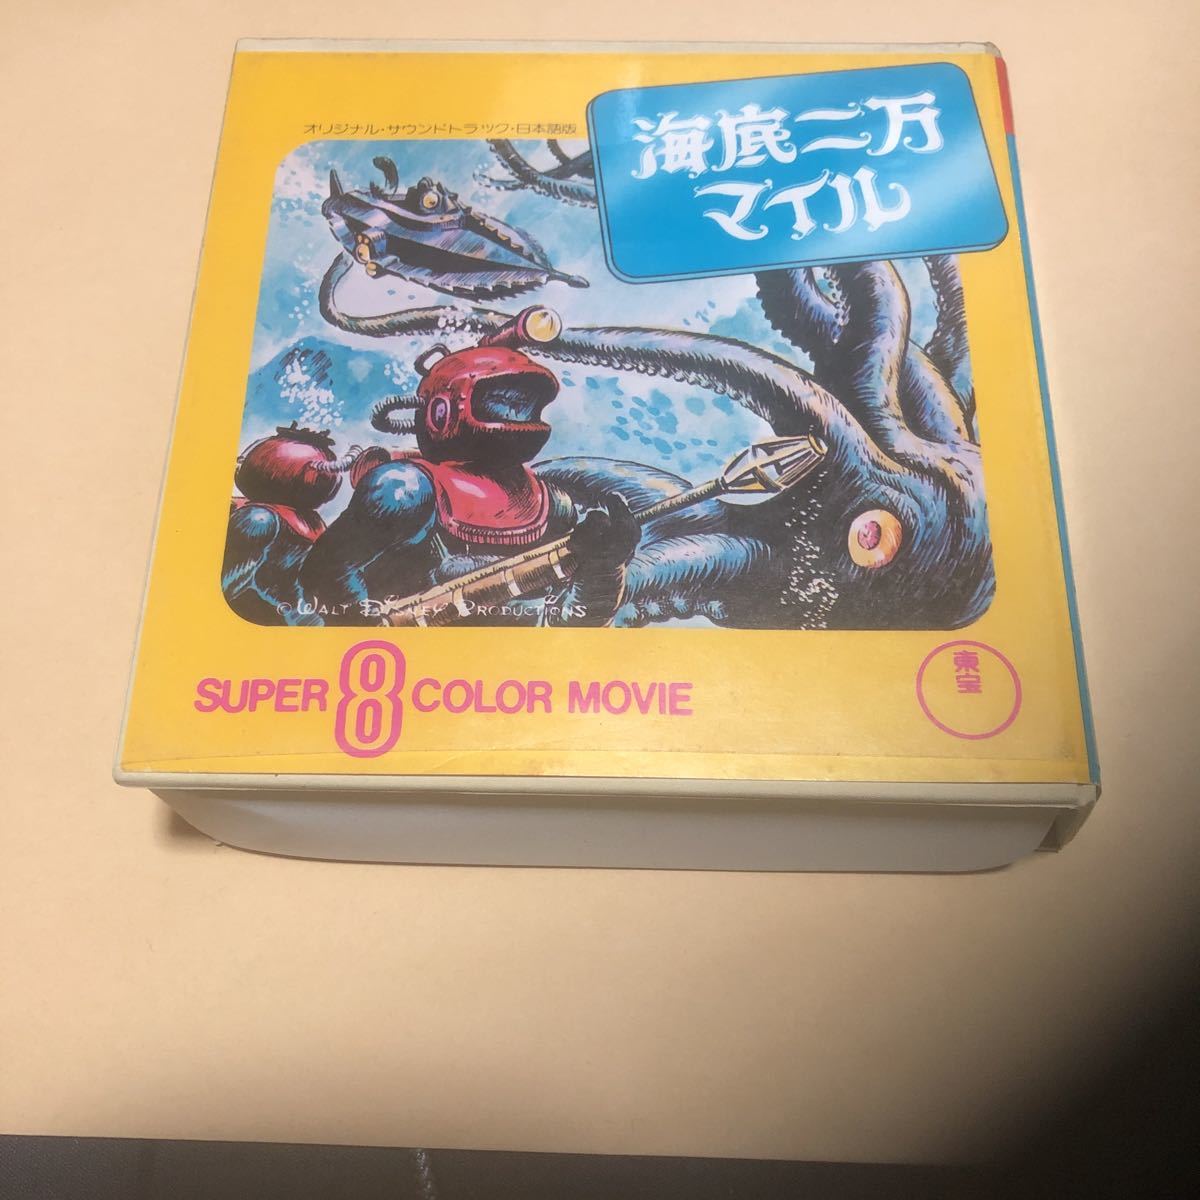 オリジナル・サウンドトラック・日本語版
海底二万
マイル
© WALT DISNEY PRODUCTIONS
SUPER 8 COLOR MOVIE
東宝